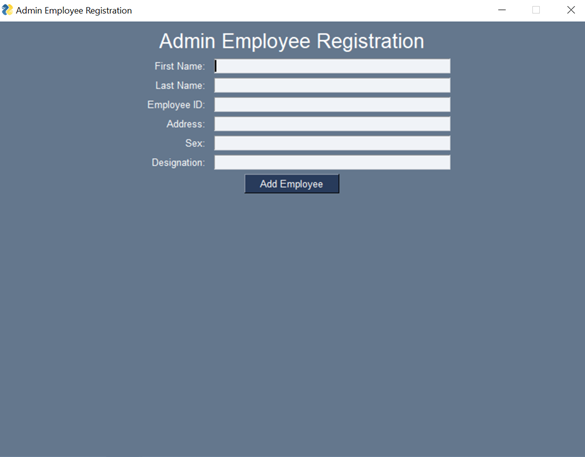 Admin Employee Registration
Admin Employee Registration
First Name:
Last Name:
Employee ID:
Address:
Sex:
Designation:
Add Employee